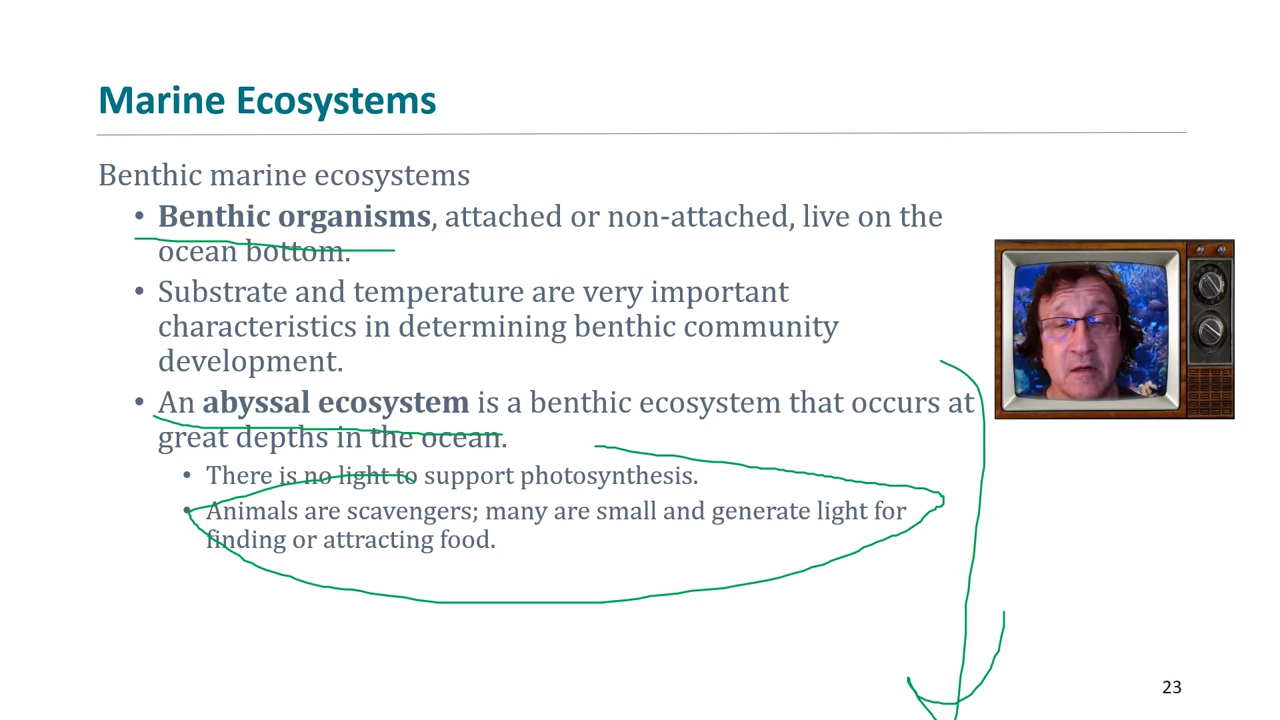 Marine Ecosystems
Benthic marine ecosystems
• Benthic organisms, attached or non-attached, live on the
ocean bottom.
• Substrate and temperature are very important
characteristics in determining benthic community
development.
• An abyssal ecosystem is a benthic ecosystem that occurs at
great depths in the ocean.
• There is no light to support photosynthesis.
• Animals are scavengers; many are small and generate light for
finding or attracting food.
23